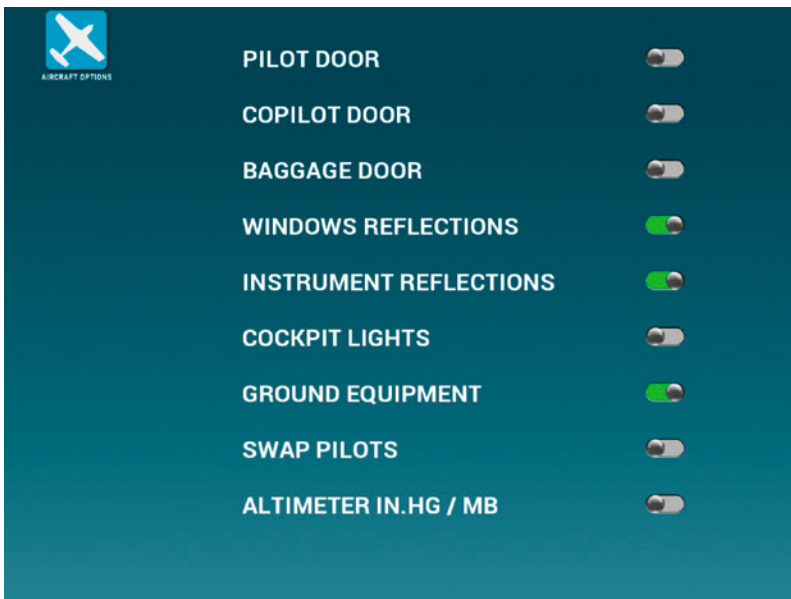 AIRCRAFT OPTIONS
PILOT DOOR
COPILOT DOOR
BAGGAGE DOOR
WINDOWS REFLECTIONS
INSTRUMENT REFLECTIONS
COCKPIT LIGHTS
GROUND EQUIPMENT
SWAP PILOTS
ALTIMETER IN.HG / MB